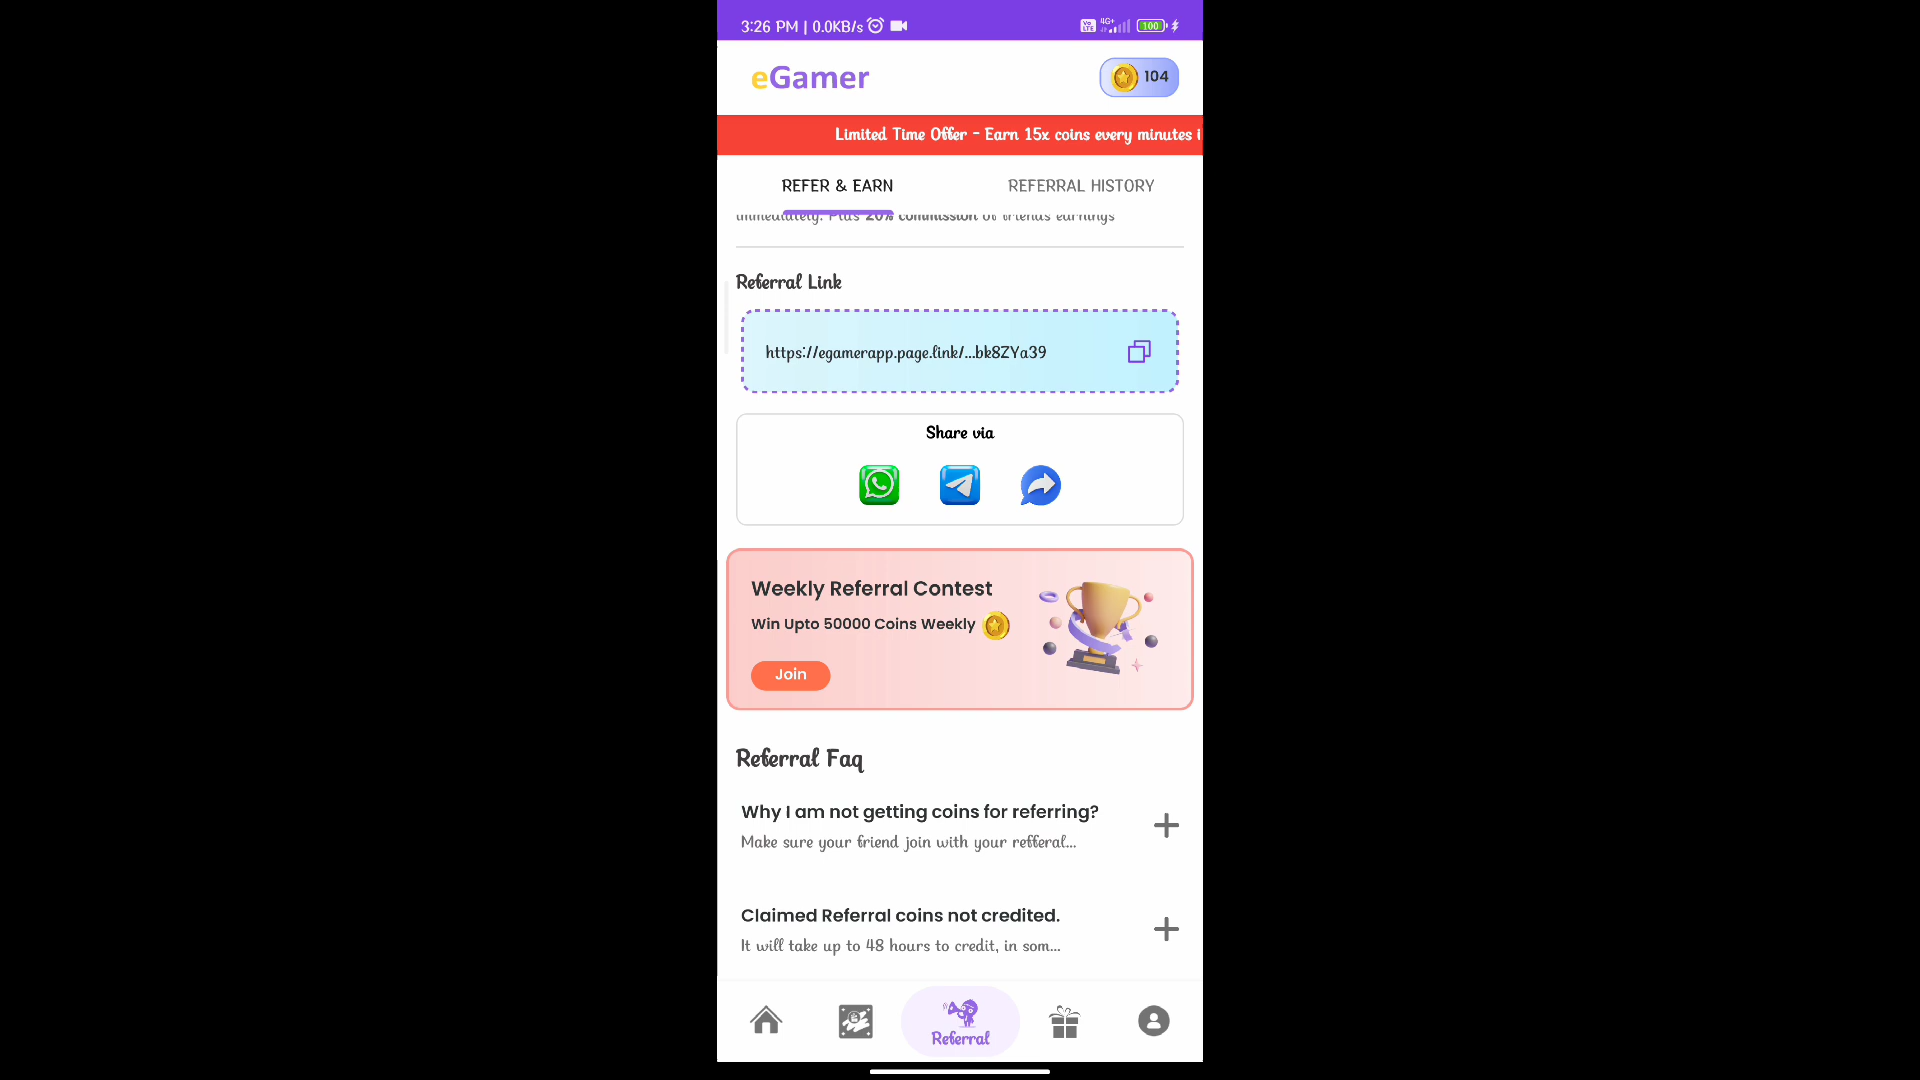 3:26 PM | 0.0KB/s
Vo LTE 4G+ 100
eGamer
104
Limited Time Offer - Earn 15x coins every minutes i
REFER & EARN
REFERRAL HISTORY
immediately. Plus 20% commission of friends earnings
Referral Link
https://egamerapp.page.link/...bk8ZYa39
Share via
Weekly Referral Contest
Win Upto 50000 Coins Weekly
Join
Referral Faq
Why I am not getting coins for referring?
Make sure your friend join with your refferal...
Claimed Referral coins not credited.
It will take up to 48 hours to credit, in som...
Referral